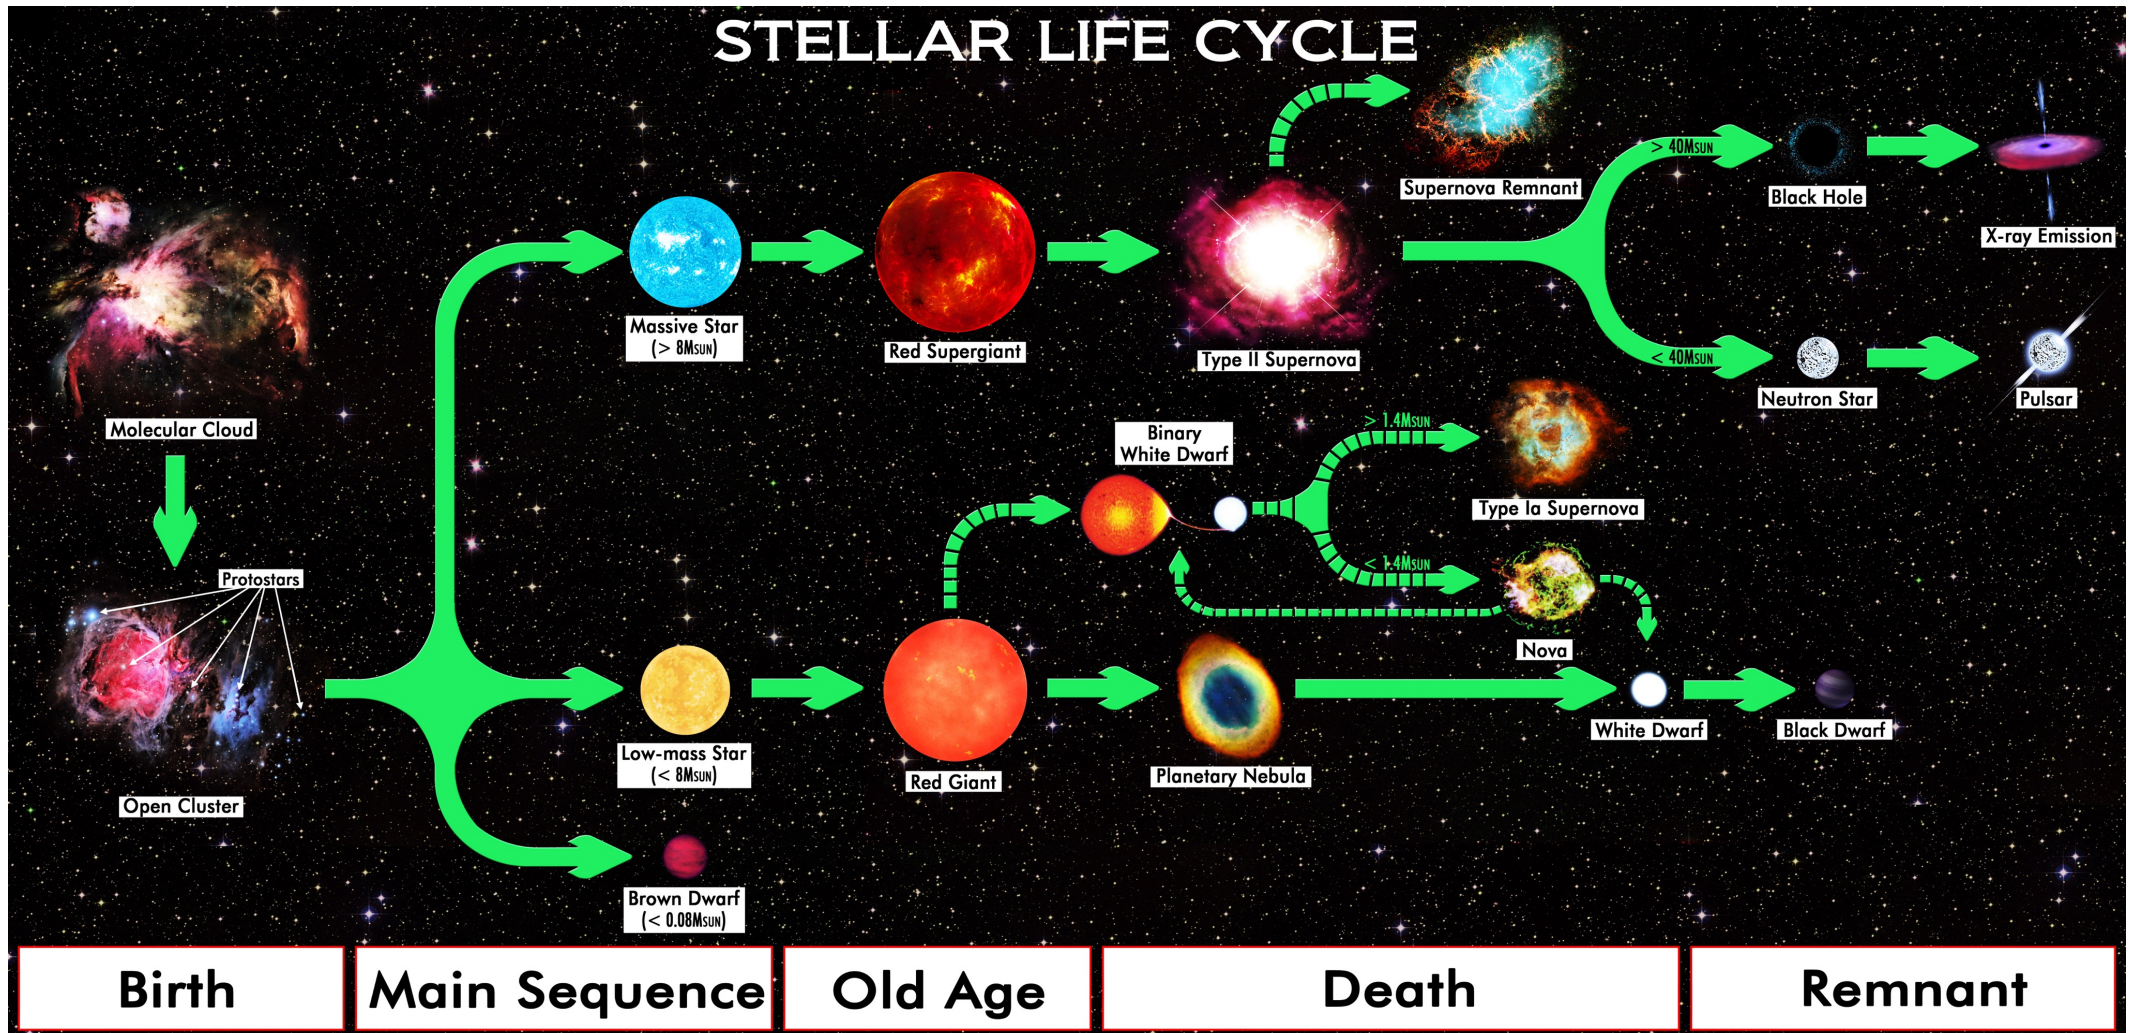 STELLAR LIFE CYCLE
Supernova Remnant
> 40MSUN
Black Hole
X-ray Emission
Massive Star
(> 8MSUN)
Red Supergiant
Type II Supernova
< 40MSUN
Neutron Star
Pulsar
Molecular Cloud
Binary
White Dwarf
> 1.4MSUN
Type Ia Supernova
< 1.4MSUN
Nova
Protostars
Open Cluster
Low-mass Star
(< 8MSUN)
Red Giant
Planetary Nebula
White Dwarf
Black Dwarf
Brown Dwarf
(< 0.08MSUN)
Birth
Main Sequence
Old Age
Death
Remnant